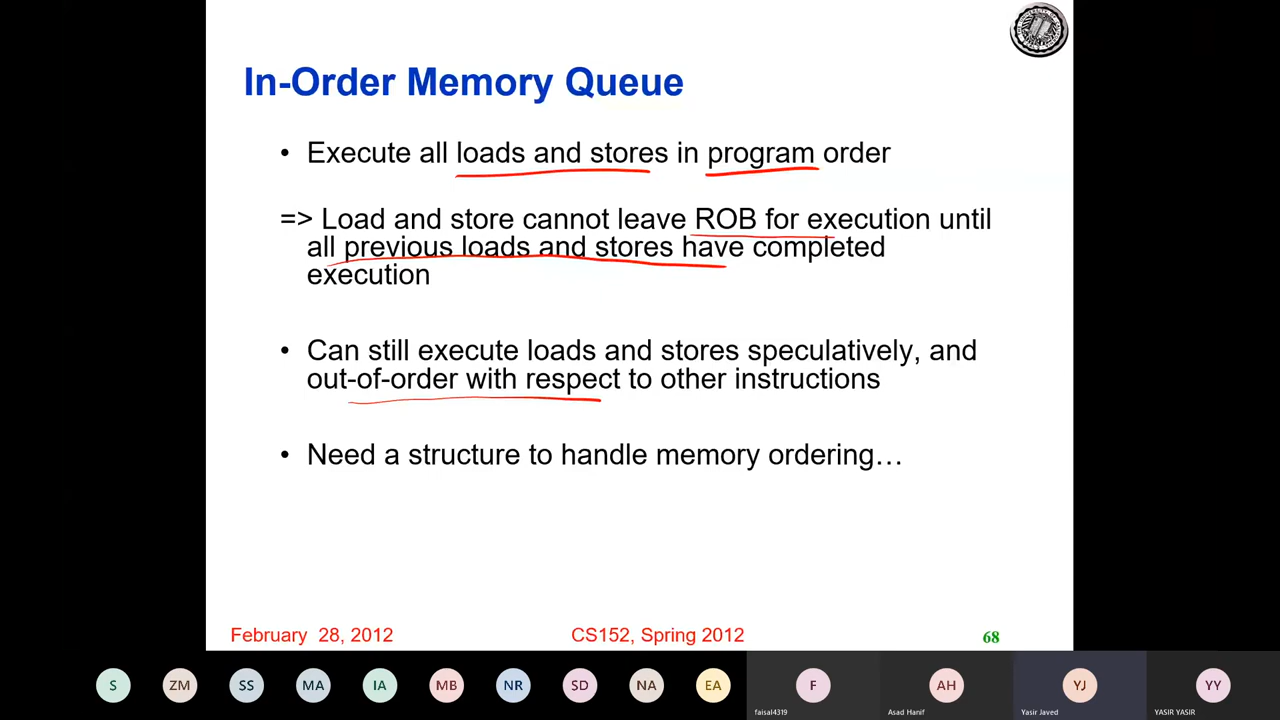 In-Order Memory Queue
• Execute all loads and stores in program order
=> Load and store cannot leave ROB for execution until
all previous loads and stores have completed
execution
• Can still execute loads and stores speculatively, and
out-of-order with respect to other instructions
• Need a structure to handle memory ordering…
February 28, 2012 CS152, Spring 2012 68
S ZM SS MA IA MB NR SD NA EA F AH YJ YY
faisal4319 Asad Hanif Yasir Javed YASIR YASIR